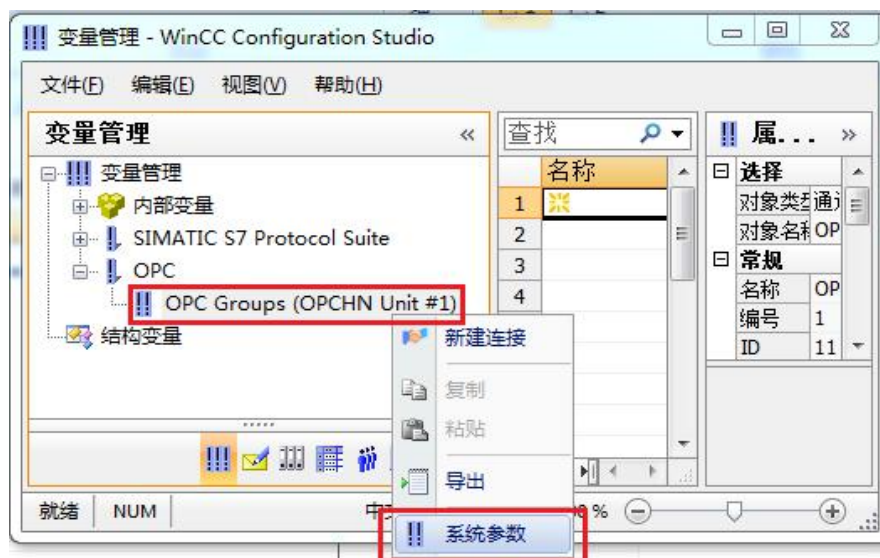 变量管理 - WinCC Configuration Studio
文件(F) 编辑(E) 视图(V) 帮助(H)
变量管理 «
查找
属... »
变量管理
内部变量
SIMATIC S7 Protocol Suite
OPC
OPC Groups (OPCHN Unit #1)
结构变量
名称
1
2
3
4
选择
对象类型 通
对象名称 OP
常规
名称 OP
编号 1
ID 11
新建连接
复制
粘贴
导出
系统参数
就绪 NUM
%